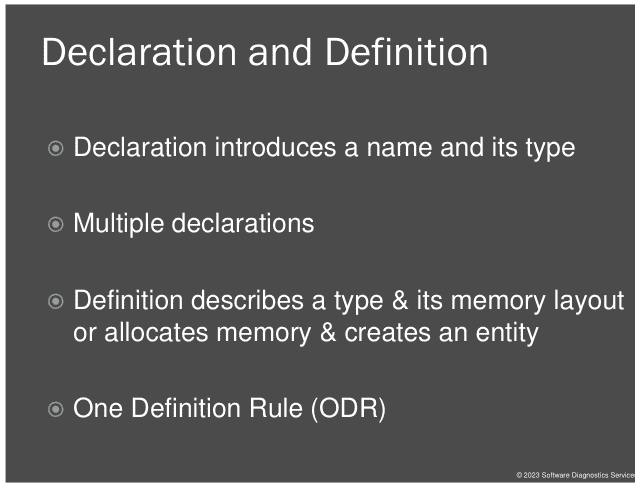 Declaration and Definition
Declaration introduces a name and its type
Multiple declarations
Definition describes a type & its memory layout
or allocates memory & creates an entity
One Definition Rule (ODR)
© 2023 Software Diagnostics Service